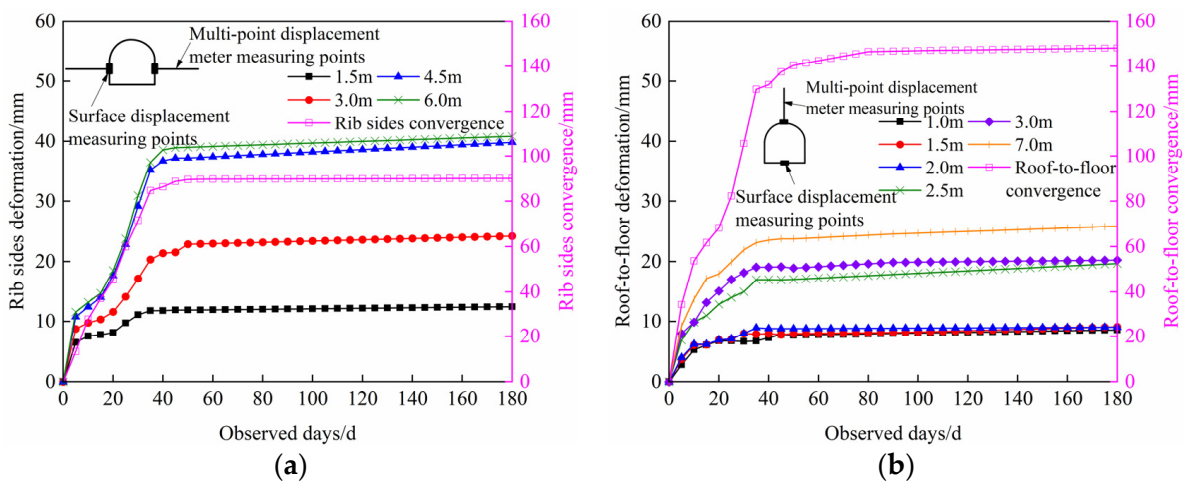 Rib sides deformation/mm
60
50
40
30
20
10
0
Multi-point displacement
meter measuring points
1.5m
4.5m
3.0m
6.0m
Rib sides convergence
Surface displacement
measuring points
160
140
120
100
80
60
40
20
0
Rib sides convergence/mm
0 20 40 60 80 100 120 140 160 180
Observed days/d
(a)
Roof-to-floor deformation/mm
60
50
40
30
20
10
0
Multi-point displacement
meter measuring points
1.0m
3.0m
1.5m
7.0m
2.0m
Roof-to-floor
convergence
2.5m
Surface displacement
measuring points
160
140
120
100
80
60
40
20
0
Roof-to-floor convergence/mm
0 20 40 60 80 100 120 140 160 180
Observed days/d
(b)